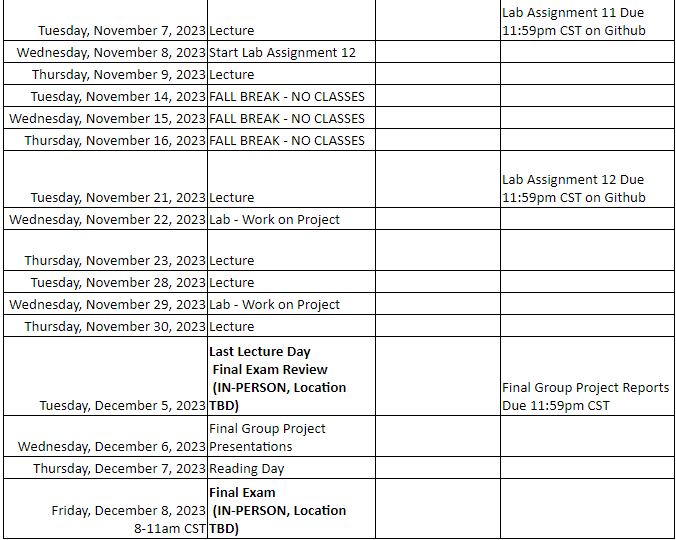 Tuesday, November 7, 2023 Lecture Lab Assignment 11 Due
11:59pm CST on Github
Wednesday, November 8, 2023 Start Lab Assignment 12
Thursday, November 9, 2023 Lecture
Tuesday, November 14, 2023 FALL BREAK - NO CLASSES
Wednesday, November 15, 2023 FALL BREAK - NO CLASSES
Thursday, November 16, 2023 FALL BREAK - NO CLASSES
Tuesday, November 21, 2023 Lecture Lab Assignment 12 Due
11:59pm CST on Github
Wednesday, November 22, 2023 Lab - Work on Project
Thursday, November 23, 2023 Lecture
Tuesday, November 28, 2023 Lecture
Wednesday, November 29, 2023 Lab - Work on Project
Thursday, November 30, 2023 Lecture
Tuesday, December 5, 2023 Last Lecture Day
Final Exam Review
(IN-PERSON, Location
TBD)
Final Group Project Reports
Due 11:59pm CST
Wednesday, December 6, 2023 Final Group Project
Presentations
Thursday, December 7, 2023 Reading Day
Friday, December 8, 2023
8-11am CST
Final Exam
(IN-PERSON, Location
TBD)